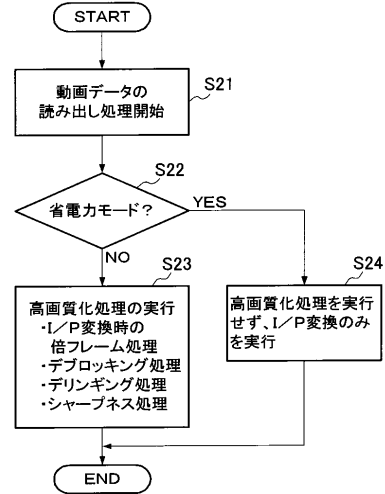 START
動画データの
読み出し処理開始
S21
省電力モード？
S22
YES
NO
S23
高画質化処理の実行
・I／P変換時の
倍フレーム処理
・デブロッキング処理
・デリンギング処理
・シャープネス処理
S24
高画質化処理を実行
せず、I／P変換のみ
を実行
END